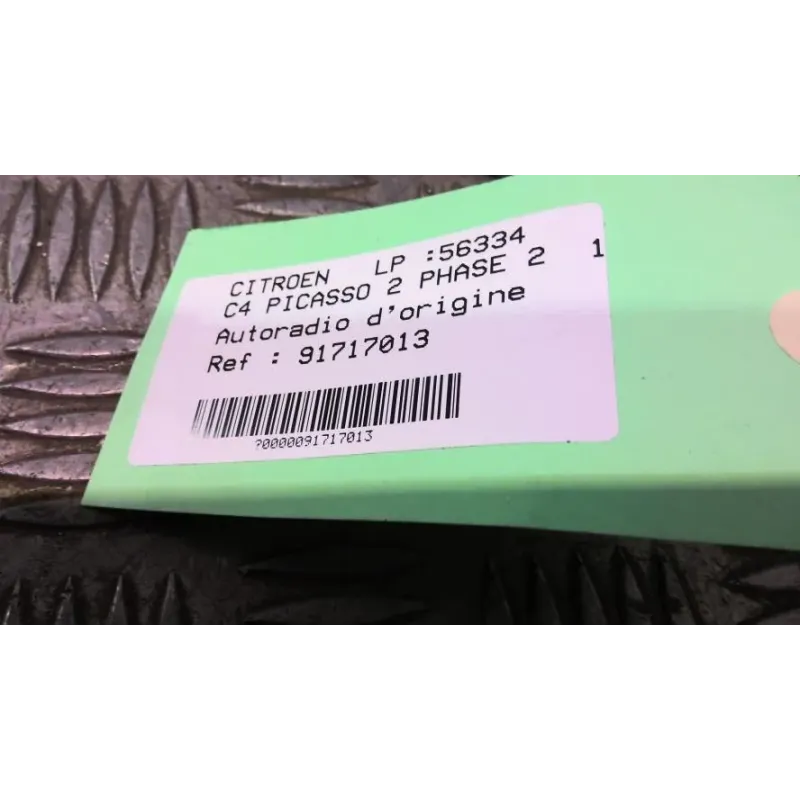 CITROEN LP :56334
C4 PICASSO 2 PHASE 2 1
Autoradio d'origine
Ref : 91717013
?0000091717013